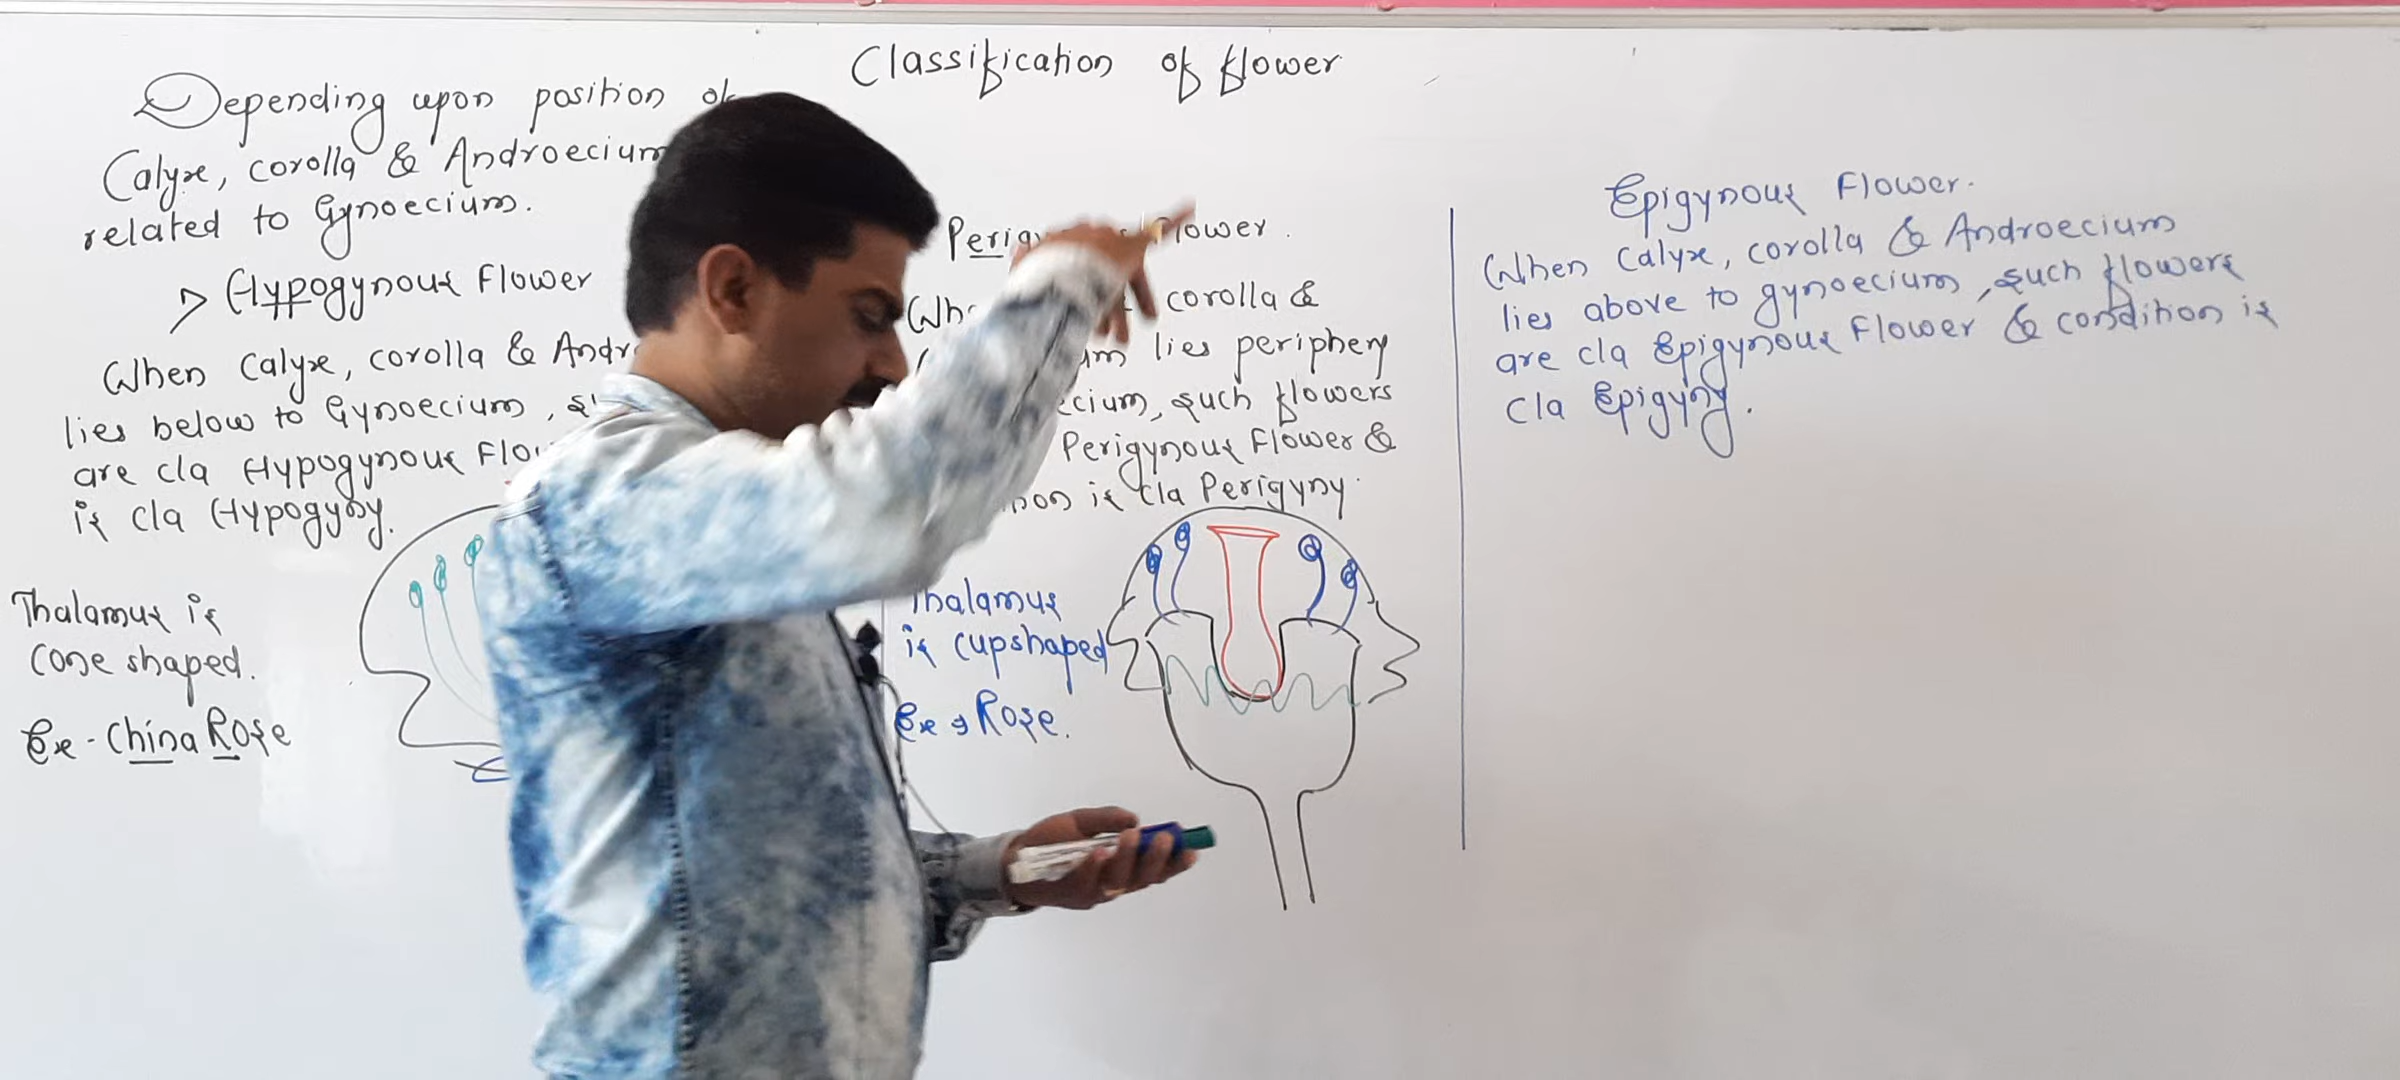 Classification of flower
Depending upon position of
Calyx, corolla & Androecium
related to Gynoecium.
> Hypogynous Flower
When Calyx, corolla & Andr
lies below to Gynoecium,
are cla Hypogynous Flo
is cla Hypogyny.
Thalamus is
Cone shaped.
Ex - China Rose
Flower.
corolla &
lies periphery
such flowers
Perigynous Flower &
is cla Perigyny.
Thalamus
is cupshaped
Ex → Rose.
Epigynous Flower.
When Calyx, corolla & Androecium
lies above to gynoecium, such flowers
are cla Epigynous Flower & condition is
cla Epigyny.